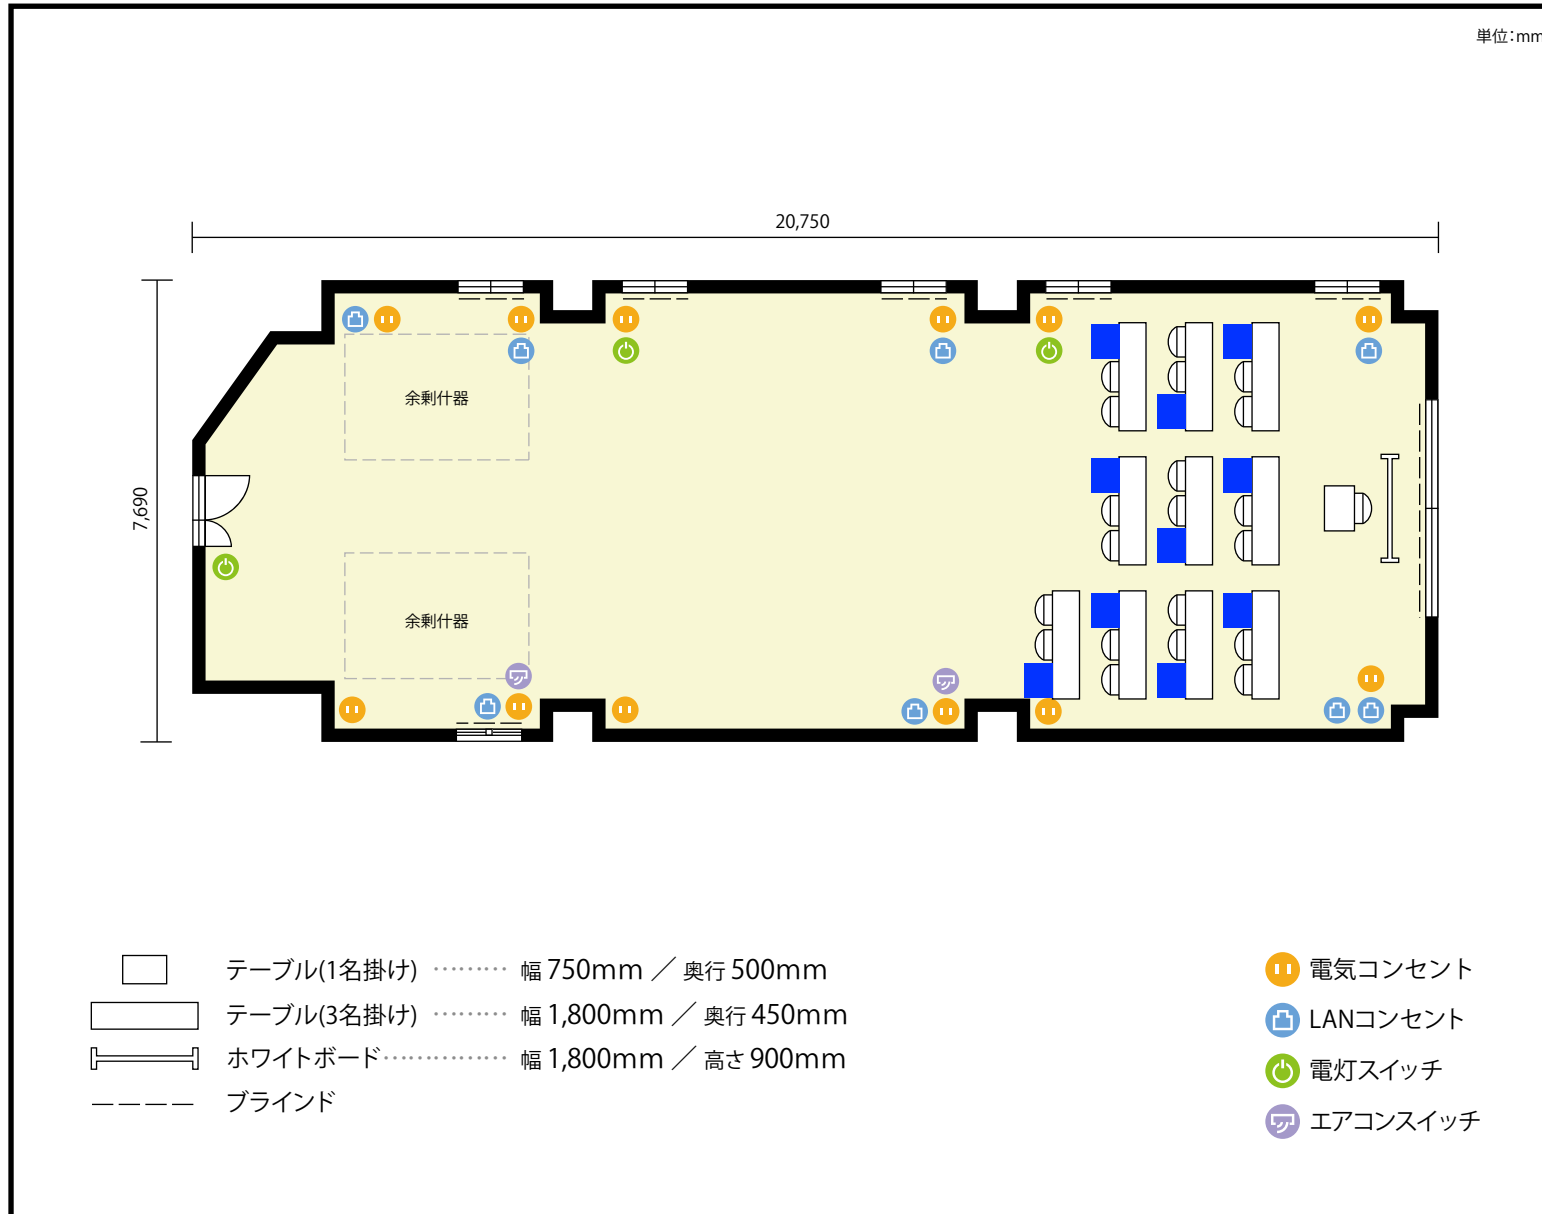 単位：mm
20,750
7,690
余剰什器
余剰什器
テーブル(1名掛け) ……… 幅 750mm ／ 奥行 500mm
テーブル(3名掛け) ……… 幅 1,800mm ／ 奥行 450mm
ホワイトボード…………… 幅 1,800mm ／ 高さ 900mm
ブラインド
電気コンセント
LANコンセント
電灯スイッチ
エアコンスイッチ